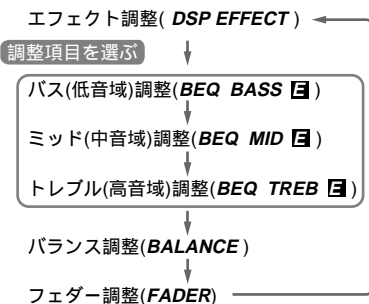 エフェクト調整( DSP EFFECT )
調整項目を選ぶ
バス(低音域)調整(BEQ BASS E )
ミッド(中音域)調整(BEQ MID E )
トレブル(高音域)調整(BEQ TREB E )
バランス調整(BALANCE )
フェダー調整(FADER)